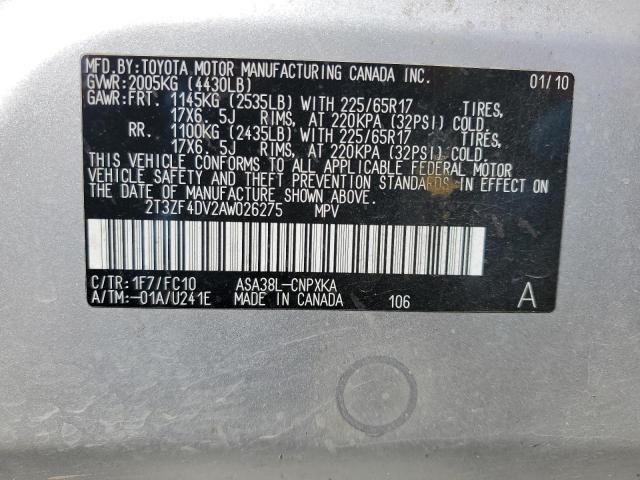 MFD.BY:TOYOTA MOTOR MANUFACTURING CANADA INC.
GVWR:2005KG (4430LB) 01/10
GAWR:FRT. 1145KG (2535LB) WITH 225/65R17 TIRES,
17X6. 5J RIMS, AT 220KPA (32PSI) COLD.
RR. 1100KG (2435LB) WITH 225/65R17 TIRES,
17X6. 5J RIMS, AT 220KPA (32PSI) COLD.
THIS VEHICLE CONFORMS TO ALL APPLICABLE FEDERAL MOTOR
VEHICLE SAFETY AND THEFT PREVENTION STANDARDS IN EFFECT ON
THE DATE OF MANUFACTURE SHOWN ABOVE.
2T3ZF4DV2AW026275 MPV
C/TR:1F7/FC10 ASA38L-CNPXKA
A/TM:-01A/U241E MADE IN CANADA 106 A